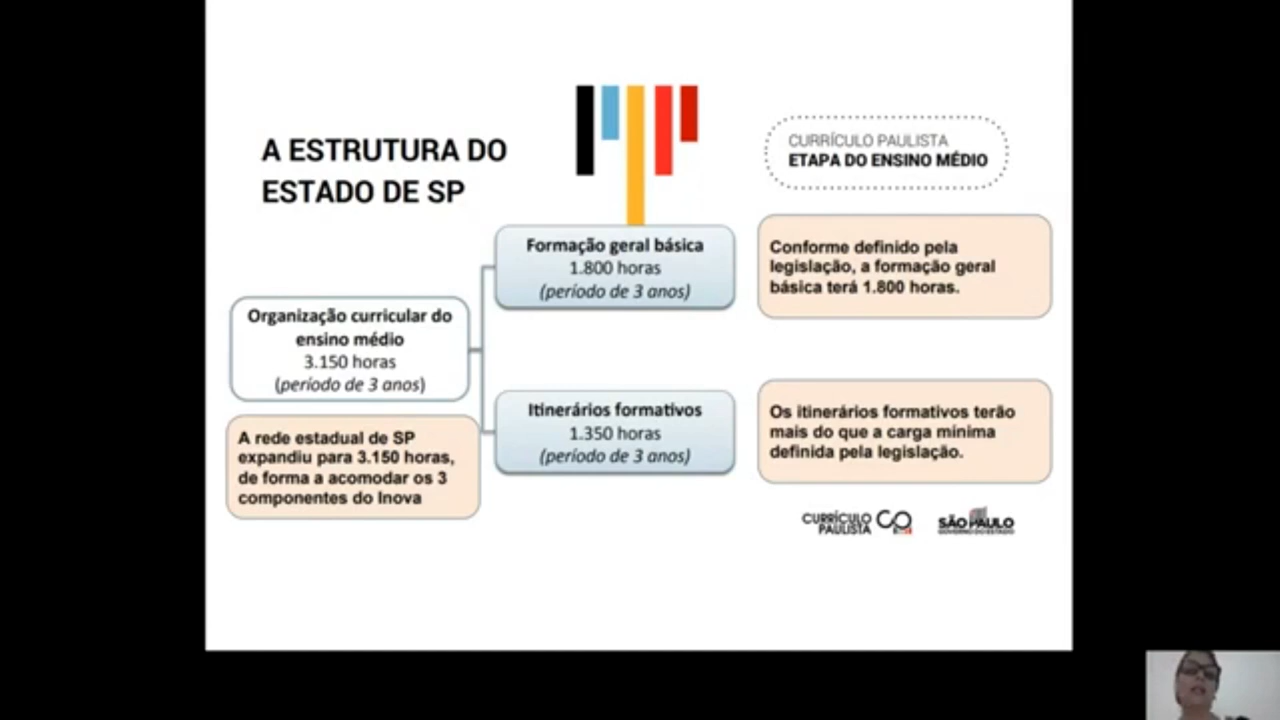 A ESTRUTURA DO
ESTADO DE SP
CURRÍCULO PAULISTA
ETAPA DO ENSINO MÉDIO
Organização curricular do
ensino médio
3.150 horas
(período de 3 anos)
A rede estadual de SP
expandiu para 3.150 horas,
de forma a acomodar os 3
componentes do Inova
Formação geral básica
1.800 horas
(período de 3 anos)
Conforme definido pela
legislação, a formação geral
básica terá 1.800 horas.
Itinerários formativos
1.350 horas
(período de 3 anos)
Os itinerários formativos terão
mais do que a carga mínima
definida pela legislação.
CURRÍCULO
PAULISTA
SÃO PAULO
GOVERNO DO ESTADO